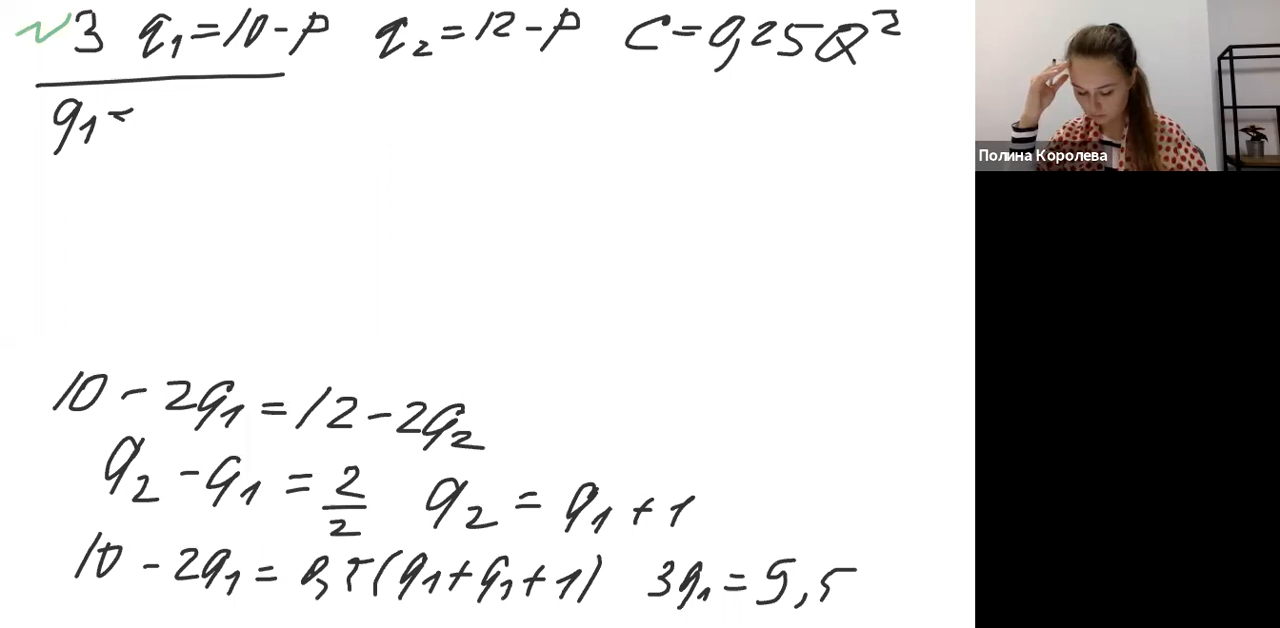 √3 q₁=10-p q₂=12-p C=0,25Q²
q₁=
Полина Королева
10-2q₁=12-2q₂
q₂-q₁=2/2 q₂=q₁+1
10-2q₁=0,5(q₁+q₁+1) 3q₁=9,5